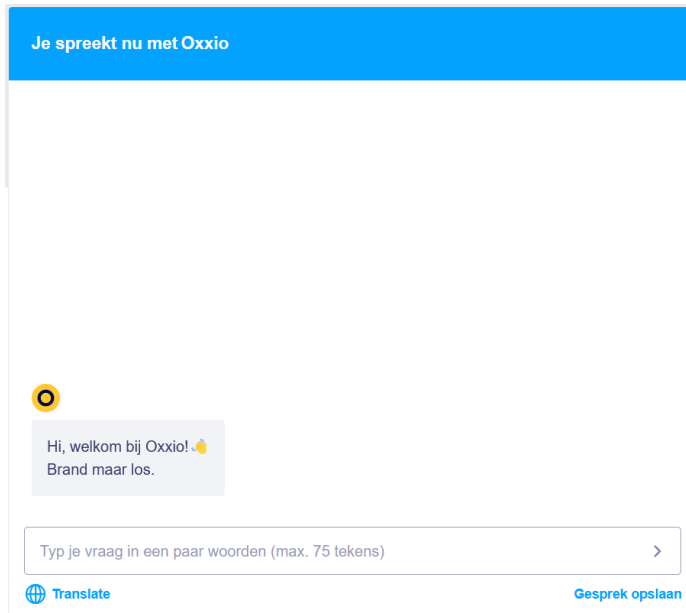 Je spreekt nu met Oxxio
Hi, welkom bij Oxxio!👋
Brand maar los.
Typ je vraag in een paar woorden (max. 75 tekens)
Translate
Gesprek opslaan